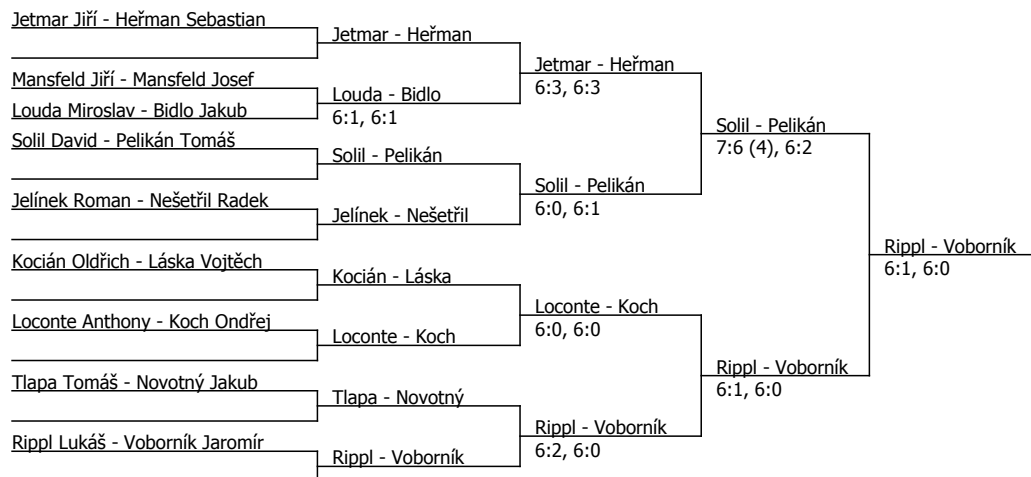 Jetmar Jiří - Heřman Sebastian
Jetmar - Heřman
Mansfeld Jiří - Mansfeld Josef
Louda Miroslav - Bidlo Jakub
Louda - Bidlo
6:1, 6:1
Jetmar - Heřman
6:3, 6:3
Solil David - Pelikán Tomáš
Solil - Pelikán
Jelínek Roman - Nešetřil Radek
Jelínek - Nešetřil
Solil - Pelikán
6:0, 6:1
Solil - Pelikán
7:6 (4), 6:2
Kocián Oldřich - Láska Vojtěch
Kocián - Láska
Loconte Anthony - Koch Ondřej
Loconte - Koch
Loconte - Koch
6:0, 6:0
Tlapa Tomáš - Novotný Jakub
Tlapa - Novotný
Rippl Lukáš - Voborník Jaromír
Rippl - Voborník
Rippl - Voborník
6:2, 6:0
Rippl - Voborník
6:1, 6:0
Rippl - Voborník
6:1, 6:0